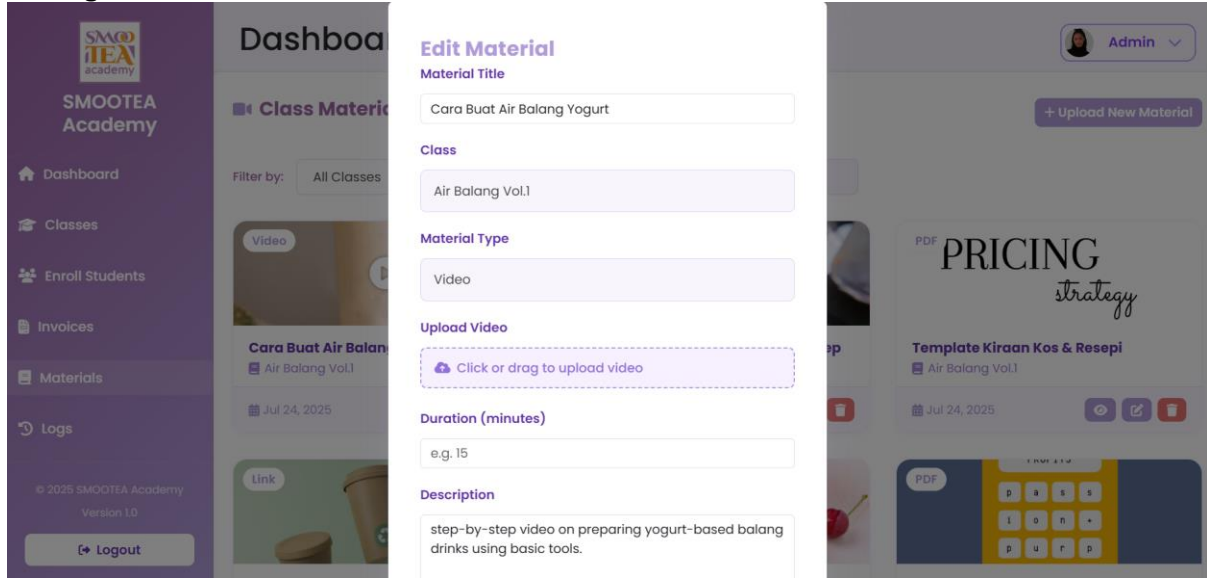 SMOO
TEA
academy
SMOOTEA
Academy
Dashboard
Classes
Enroll Students
Invoices
Materials
Logs
© 2025 SMOOTEA Academy
Version 1.0
Logout
Dashboa
Admin
Class Materi
+ Upload New Material
Filter by:
All Classes
Video
Cara Buat Air Balan
Air Balang Vol.1
Jul 24, 2025
Link
Edit Material
Material Title
Cara Buat Air Balang Yogurt
Class
Air Balang Vol.1
Material Type
Video
Upload Video
Click or drag to upload video
Duration (minutes)
e.g. 15
Description
step-by-step video on preparing yogurt-based balang
drinks using basic tools.
ep
PDF
PRICING
strategy
Template Kiraan Kos & Resepi
Air Balang Vol.1
Jul 24, 2025
PDF
p a s s
i o n +
p u r p